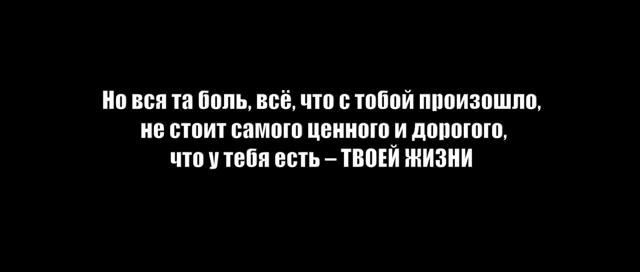 Но вся та боль, всё, что с тобой произошло,
не стоит самого ценного и дорогого,
что у тебя есть – ТВОЕЙ ЖИЗНИ